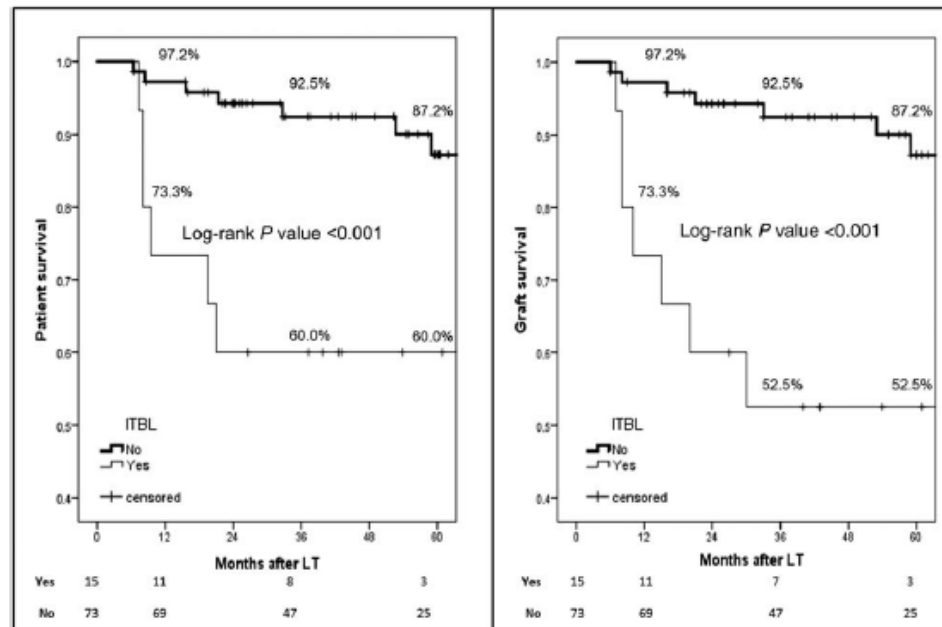 97.2%
92.5%
87.2%
73.3%
Log-rank P value <0.001
60.0%
60.0%
Patient survival
1.0
0.9
0.8
0.7
0.6
0.5
0.4
ITBL
No
Yes
censored
0 12 24 36 48 60
Months after LT
Yes 15 11 8 3
No 73 69 47 25
97.2%
92.5%
87.2%
73.3%
Log-rank P value <0.001
52.5%
52.5%
Graft survival
1.0
0.9
0.8
0.7
0.6
0.5
0.4
ITBL
No
Yes
censored
0 12 24 36 48 60
Months after LT
Yes 15 11 7 3
No 73 69 47 25